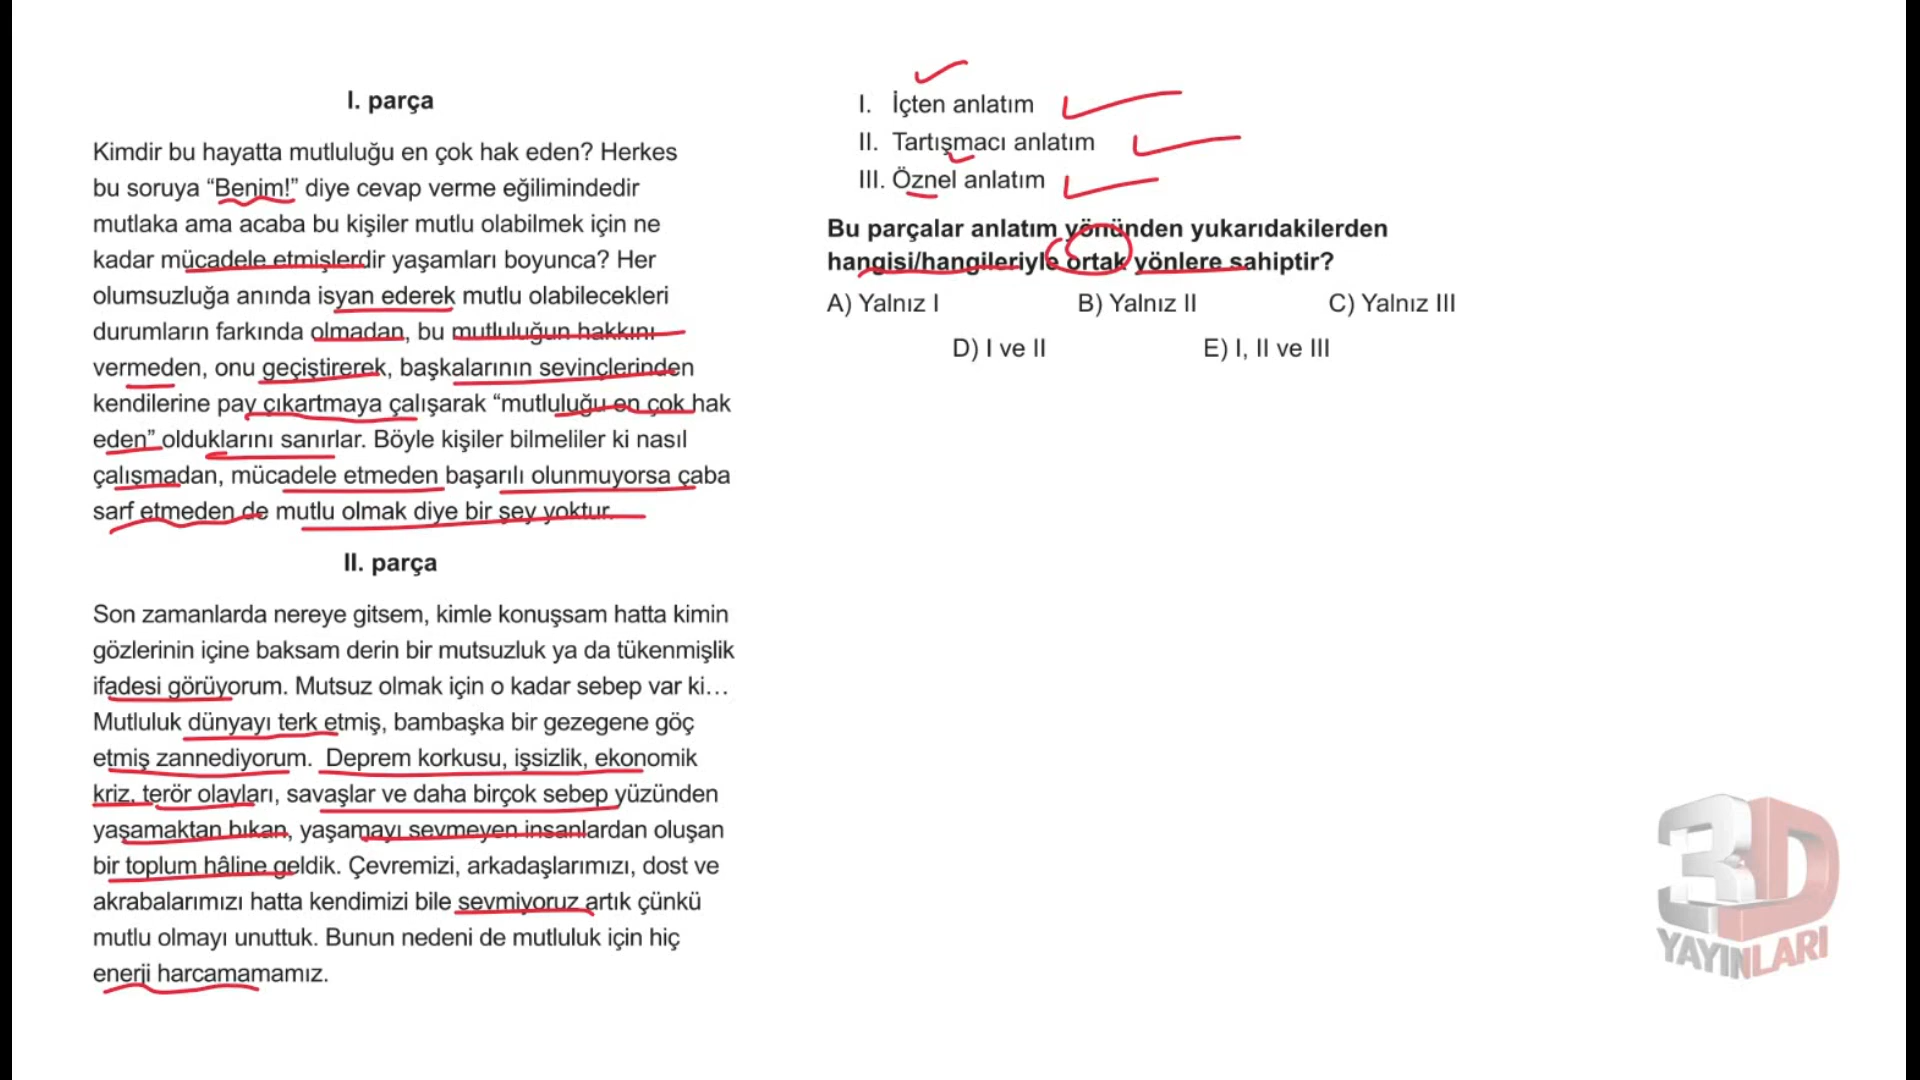 I. parça
Kimdir bu hayatta mutluluğu en çok hak eden? Herkes
bu soruya “Benim!” diye cevap verme eğilimindedir
mutlaka ama acaba bu kişiler mutlu olabilmek için ne
kadar mücadele etmişlerdir yaşamları boyunca? Her
olumsuzluğa anında isyan ederek mutlu olabilecekleri
durumların farkında olmadan, bu mutluluğun hakkını
vermeden, onu geçiştirerek, başkalarının sevinçlerinden
kendilerine pay çıkartmaya çalışarak “mutluluğu en çok hak
eden” olduklarını sanırlar. Böyle kişiler bilmeliler ki nasıl
çalışmadan, mücadele etmeden başarılı olunmuyorsa çaba
sarf etmeden de mutlu olmak diye bir şey yoktur.
II. parça
Son zamanlarda nereye gitsem, kimle konuşsam hatta kimin
gözlerinin içine baksam derin bir mutsuzluk ya da tükenmişlik
ifadesi görüyorum. Mutsuz olmak için o kadar sebep var ki…
Mutluluk dünyayı terk etmiş, bambaşka bir gezegene göç
etmiş zannediyorum. Deprem korkusu, işsizlik, ekonomik
kriz, terör olayları, savaşlar ve daha birçok sebep yüzünden
yaşamaktan bıkan, yaşamayı sevmeyen insanlardan oluşan
bir toplum hâline geldik. Çevremizi, arkadaşlarımızı, dost ve
akrabalarımızı hatta kendimizi bile sevmiyoruz artık çünkü
mutlu olmayı unuttuk. Bunun nedeni de mutluluk için hiç
enerji harcamamamız.
I. İçten anlatım
II. Tartışmacı anlatım
III. Öznel anlatım
Bu parçalar anlatım yönünden yukarıdakilerden
hangisi/hangileriyle ortak yönlere sahiptir?
A) Yalnız I B) Yalnız II C) Yalnız III
D) I ve II E) I, II ve III
3D
YAYINLARI